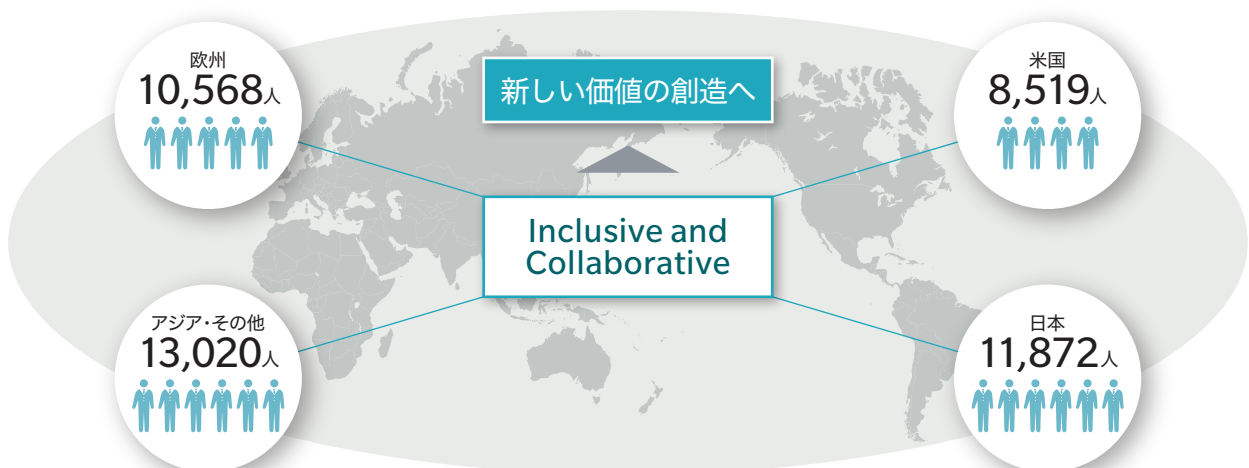 欧州
10,568人
新しい価値の創造へ
米国
8,519人
Inclusive and
Collaborative
アジア・その他
13,020人
日本
11,872人